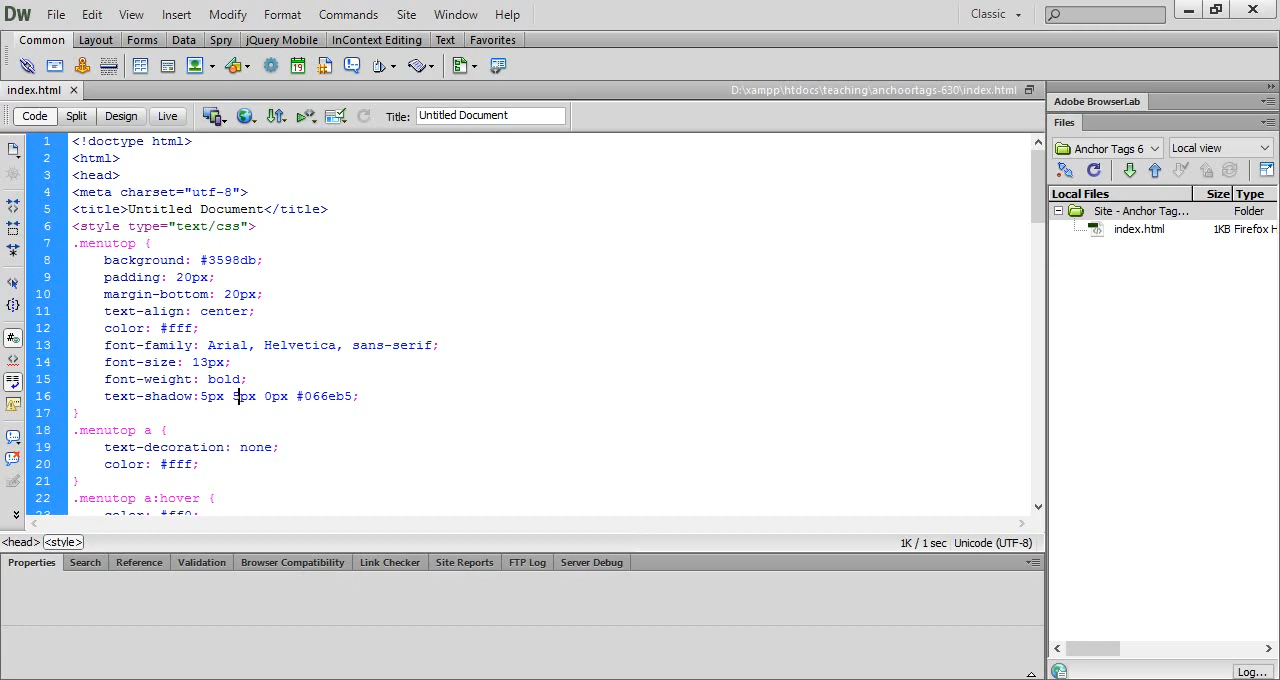 Dw File Edit View Insert Modify Format Commands Site Window Help Classic
Common Layout Forms Data Spry jQuery Mobile InContext Editing Text Favorites
index.html D:\xampp\htdocs\teaching\anchoortags-630\index.html
Code Split Design Live Title: Untitled Document
1 <!doctype html>
2 <html>
3 <head>
4 <meta charset="utf-8">
5 <title>Untitled Document</title>
6 <style type="text/css">
7 .menutop {
8 background: #3598db;
9 padding: 20px;
10 margin-bottom: 20px;
11 text-align: center;
12 color: #fff;
13 font-family: Arial, Helvetica, sans-serif;
14 font-size: 13px;
15 font-weight: bold;
16 text-shadow:5px 5px 0px #066eb5;
17 }
18 .menutop a {
19 text-decoration: none;
20 color: #fff;
21 }
22 .menutop a:hover {
23 color: #ff0;
<head> <style> 1K / 1 sec Unicode (UTF-8)
Properties Search Reference Validation Browser Compatibility Link Checker Site Reports FTP Log Server Debug
Adobe BrowserLab
Files
Anchor Tags 6 Local view
Local Files Size Type
Site - Anchor Tag... Folder
index.html 1KB Firefox H
Log...